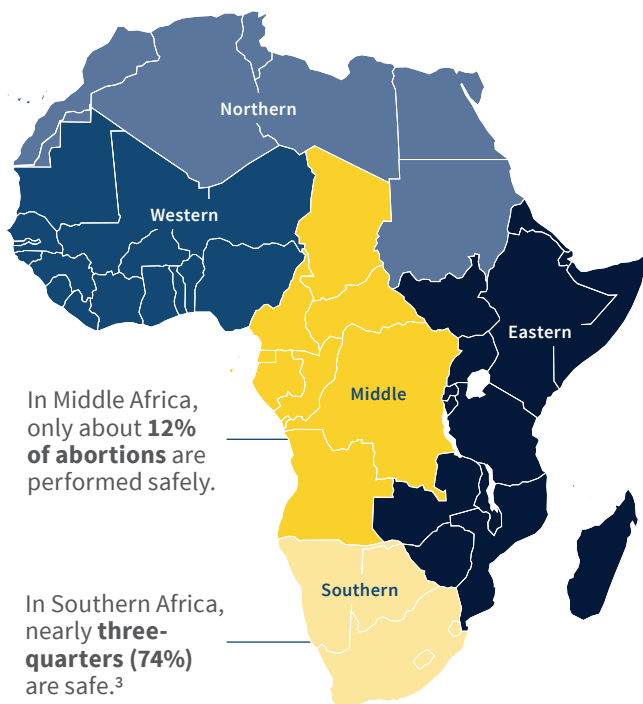 Northern
Western
Eastern
Middle
In Middle Africa,
only about 12%
of abortions are
performed safely.
Southern
In Southern Africa,
nearly three-
quarters (74%)
are safe.³